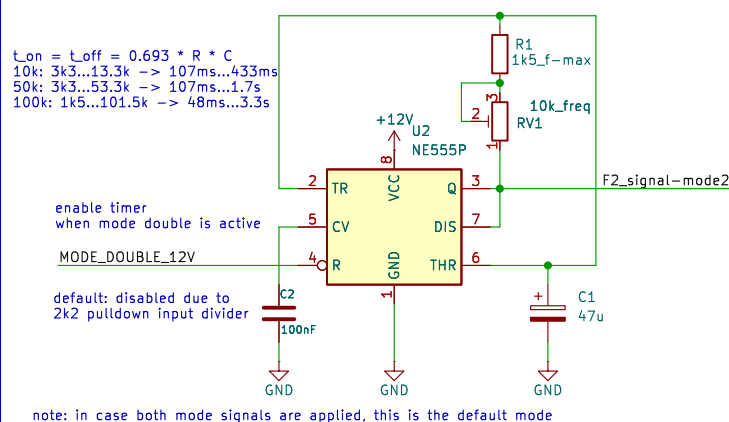 t_on = t_off = 0.693 * R * C
10k: 3k3...13.3k -> 107ms...433ms
50k: 3k3...53.3k -> 107ms...1.7s
100k: 1k5...101.5k -> 48ms...3.3s
R1
1k5_f-max
10k_freq
RV1
3
2
1
+12V
U2
NE555P
8
VCC
2
TR
Q
3
F2_signal-mode2
enable timer
when mode double is active
5
CV
DIS
7
MODE_DOUBLE_12V
4
R
GND
THR
6
1
default: disabled due to
2k2 pulldown input divider
C2
100nF
+
C1
47u
GND
GND
GND
note: in case both mode signals are applied, this is the default mode